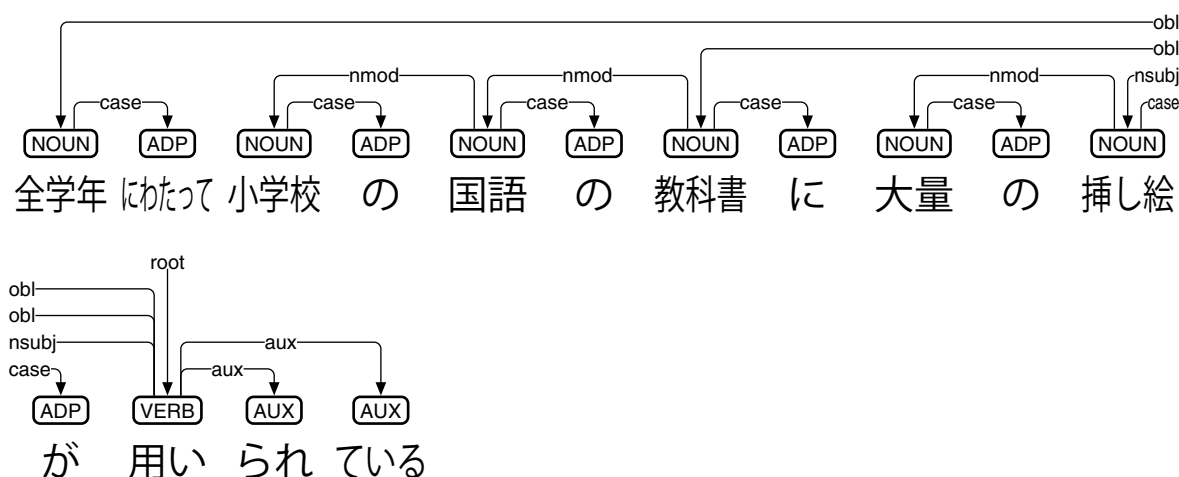 obl
obl
nmod nmod nmod nsubj
case case case case case case
NOUN ADP NOUN ADP NOUN ADP NOUN ADP NOUN ADP NOUN
全学年 にわたって 小学校 の 国語 の 教科書 に 大量 の 挿し絵
root
obl
obl
nsubj aux
case aux
ADP VERB AUX AUX
が 用い られ ている